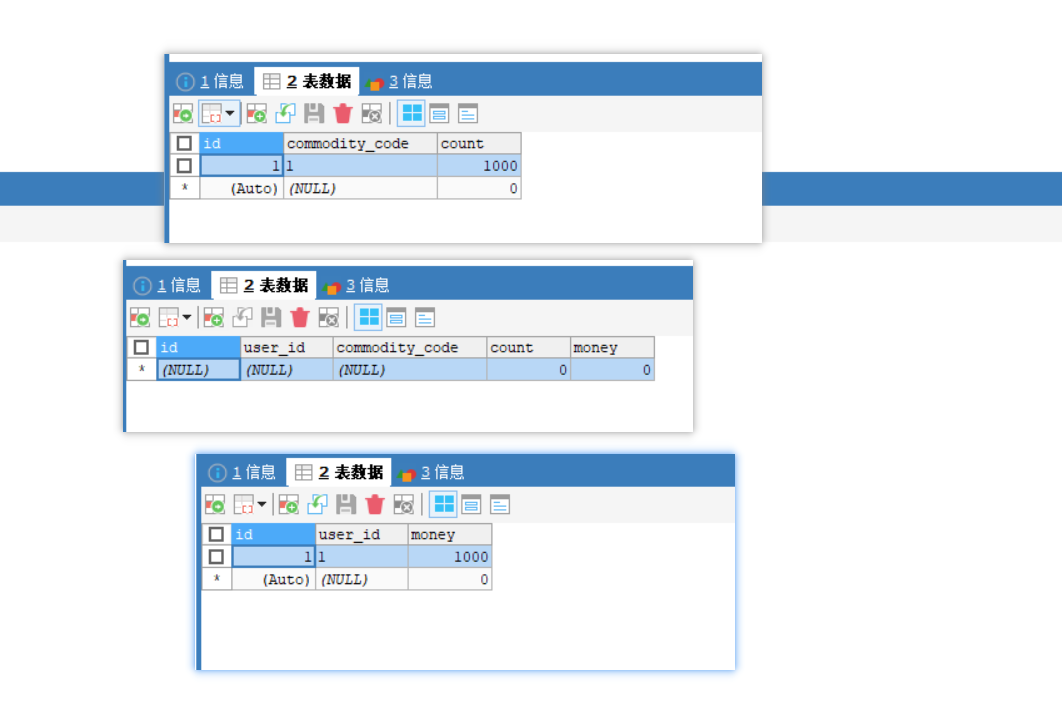 1 信息 2 表数据 3 信息
id commodity_code count
1 1 1000
* (Auto) (NULL) 0
1 信息 2 表数据 3 信息
id user_id commodity_code count money
* (NULL) (NULL) (NULL) 0 0
1 信息 2 表数据 3 信息
id user_id money
1 1 1000
* (Auto) (NULL) 0